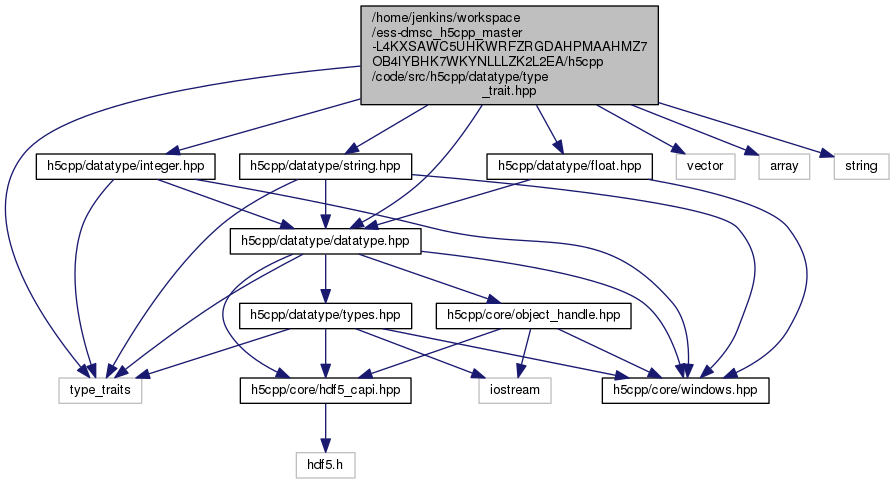 /home/jenkins/workspace
/ess-dmsc_h5cpp_master
-L4KXSAWC5UHKWRFZRGDAHPMAAHMZ7
OB4IYBHK7WKYNLLLZK2L2EA/h5cpp
/code/src/h5cpp/datatype/type
_trait.hpp
h5cpp/datatype/integer.hpp
h5cpp/datatype/string.hpp
h5cpp/datatype/float.hpp
vector
array
string
h5cpp/datatype/datatype.hpp
h5cpp/datatype/types.hpp
h5cpp/core/object_handle.hpp
type_traits
h5cpp/core/hdf5_capi.hpp
iostream
h5cpp/core/windows.hpp
hdf5.h